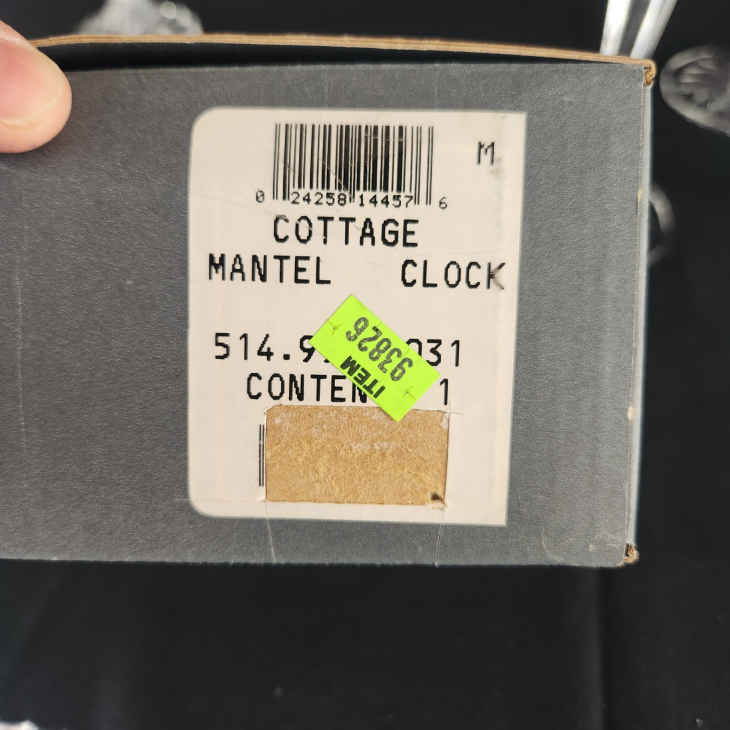 M
0 24258 14457 6
COTTAGE
MANTEL CLOCK
514.9 031
CONTEN 1
ITEM
93826